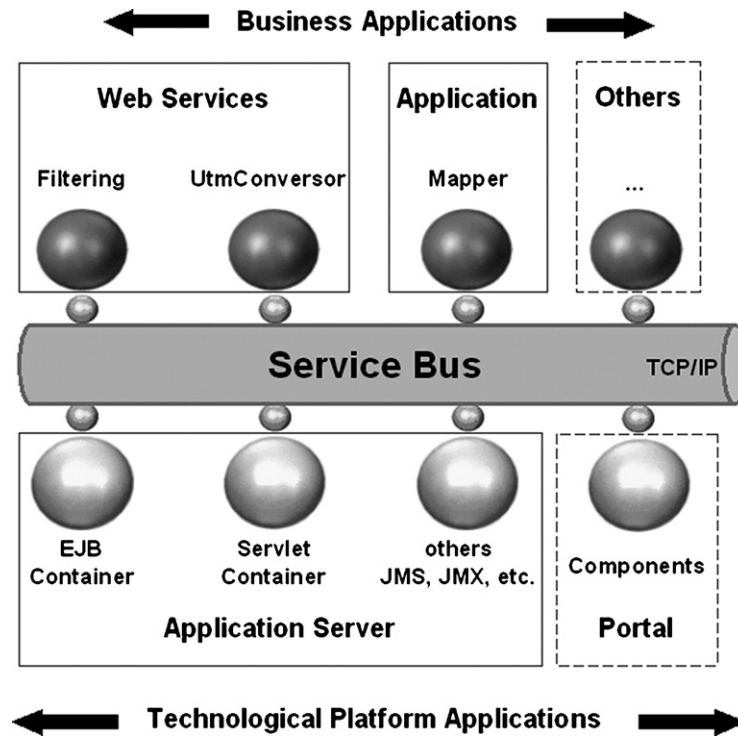 Business Applications
Web Services
Application
Others
Filtering
UtmConversor
Mapper
...
Service Bus
TCP/IP
EJB
Container
Servlet
Container
others
JMS, JMX, etc.
Components
Application Server
Portal
Technological Platform Applications